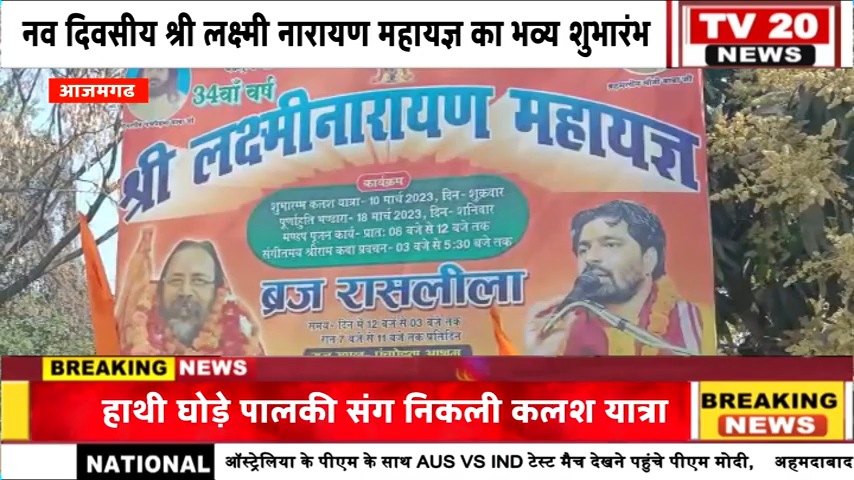 नव दिवसीय श्री लक्ष्मी नारायण महायज्ञ का भव्य शुभारंभ
TV 20
NEWS
आजमगढ
34वाँ वर्ष
श्री लक्ष्मीनारायण महायज्ञ
कार्यक्रम
शुभारम्भ कलश यात्रा- 10 मार्च 2023, दिन- शुक्रवार
पूर्णाहुति भण्डारा- 18 मार्च 2023, दिन- शनिवार
मण्डप पूजन कार्य- प्रातः 08 बजे से 12 बजे तक
संगीतमय श्रीराम कथा प्रवचन- 03 बजे से 5:30 बजे तक
ब्रज रासलीला
समय- दिन में 12 बजे से 03 बजे तक
रात 7 बजे से 11 बजे तक प्रतिदिन
BREAKING NEWS
हाथी घोड़े पालकी संग निकली कलश यात्रा
BREAKING
NEWS
NATIONAL
ऑस्ट्रेलिया के पीएम के साथ AUS VS IND टेस्ट मैच देखने पहुंचे पीएम मोदी, अहमदाबाद